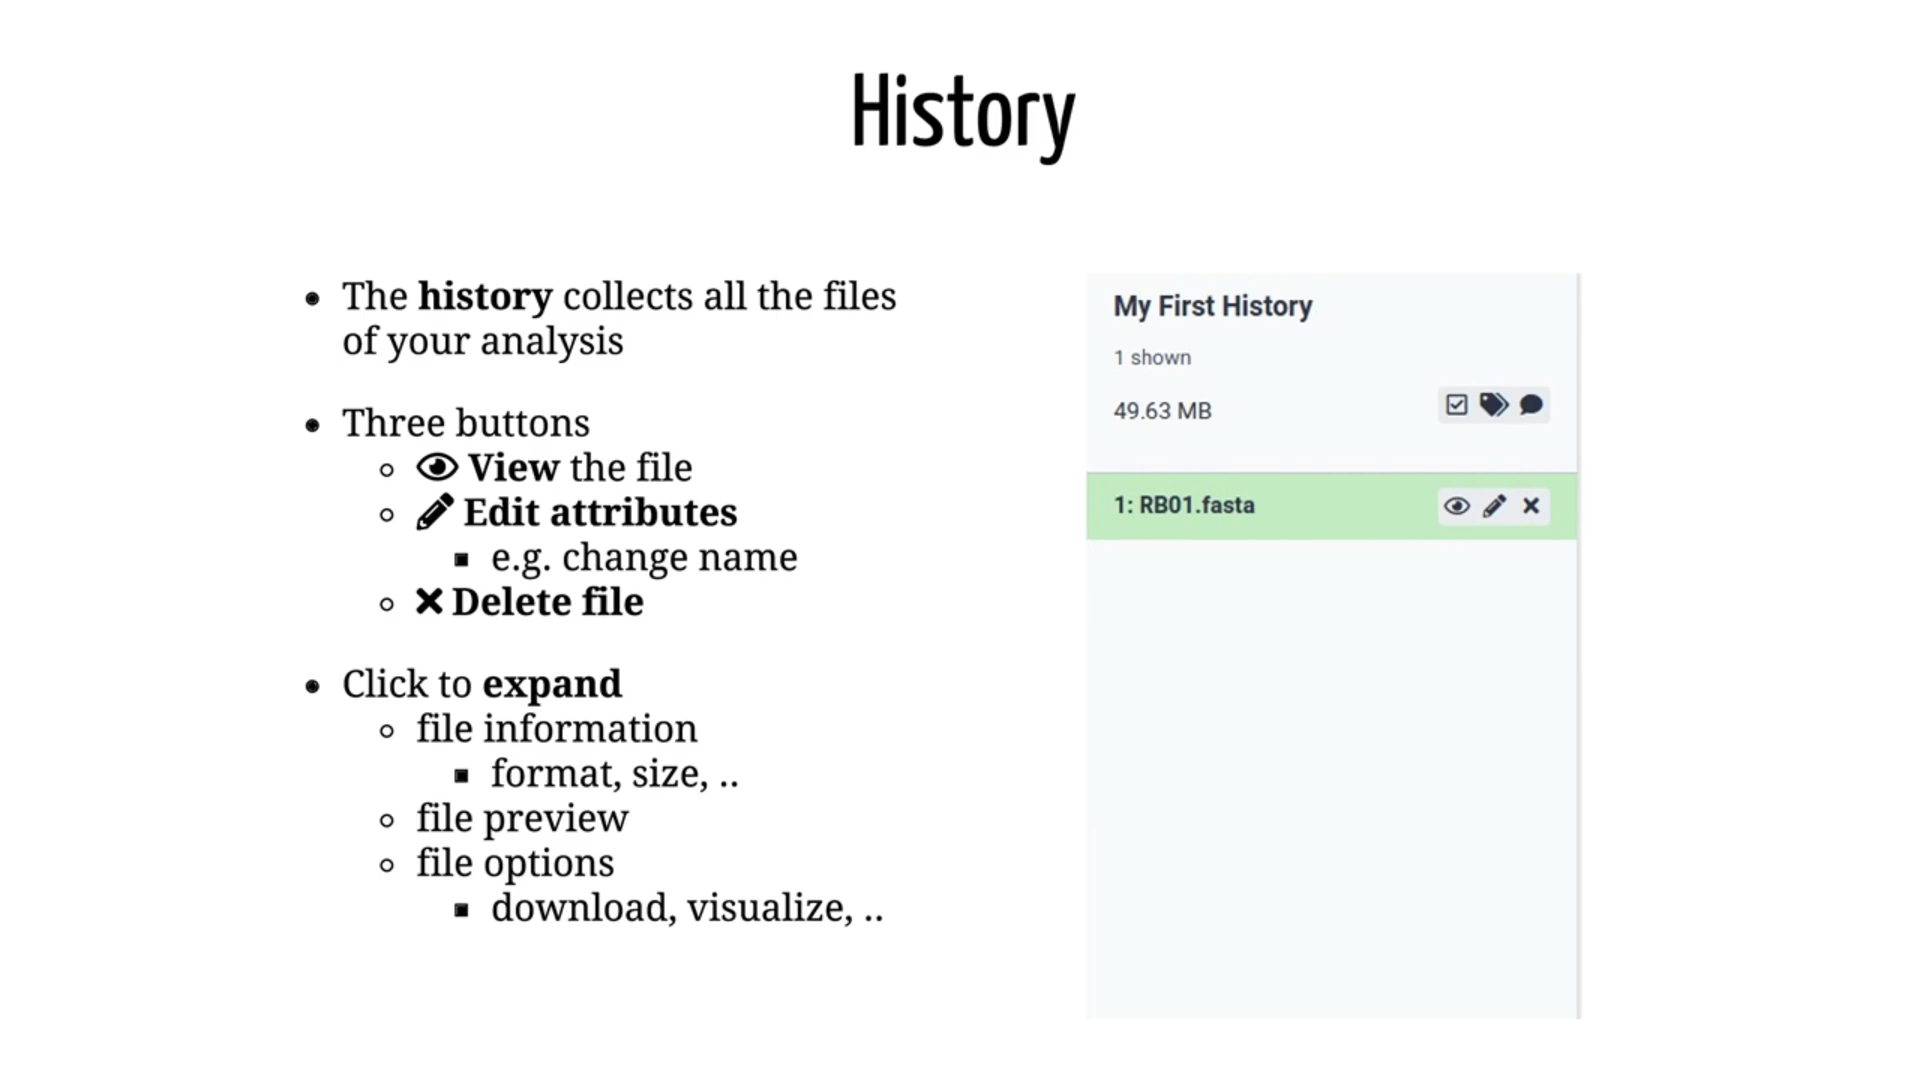 History
The history collects all the files
of your analysis
Three buttons
View the file
Edit attributes
e.g. change name
Delete file
Click to expand
file information
format, size, ..
file preview
file options
download, visualize, ..
My First History
1 shown
49.63 MB
1: RB01.fasta